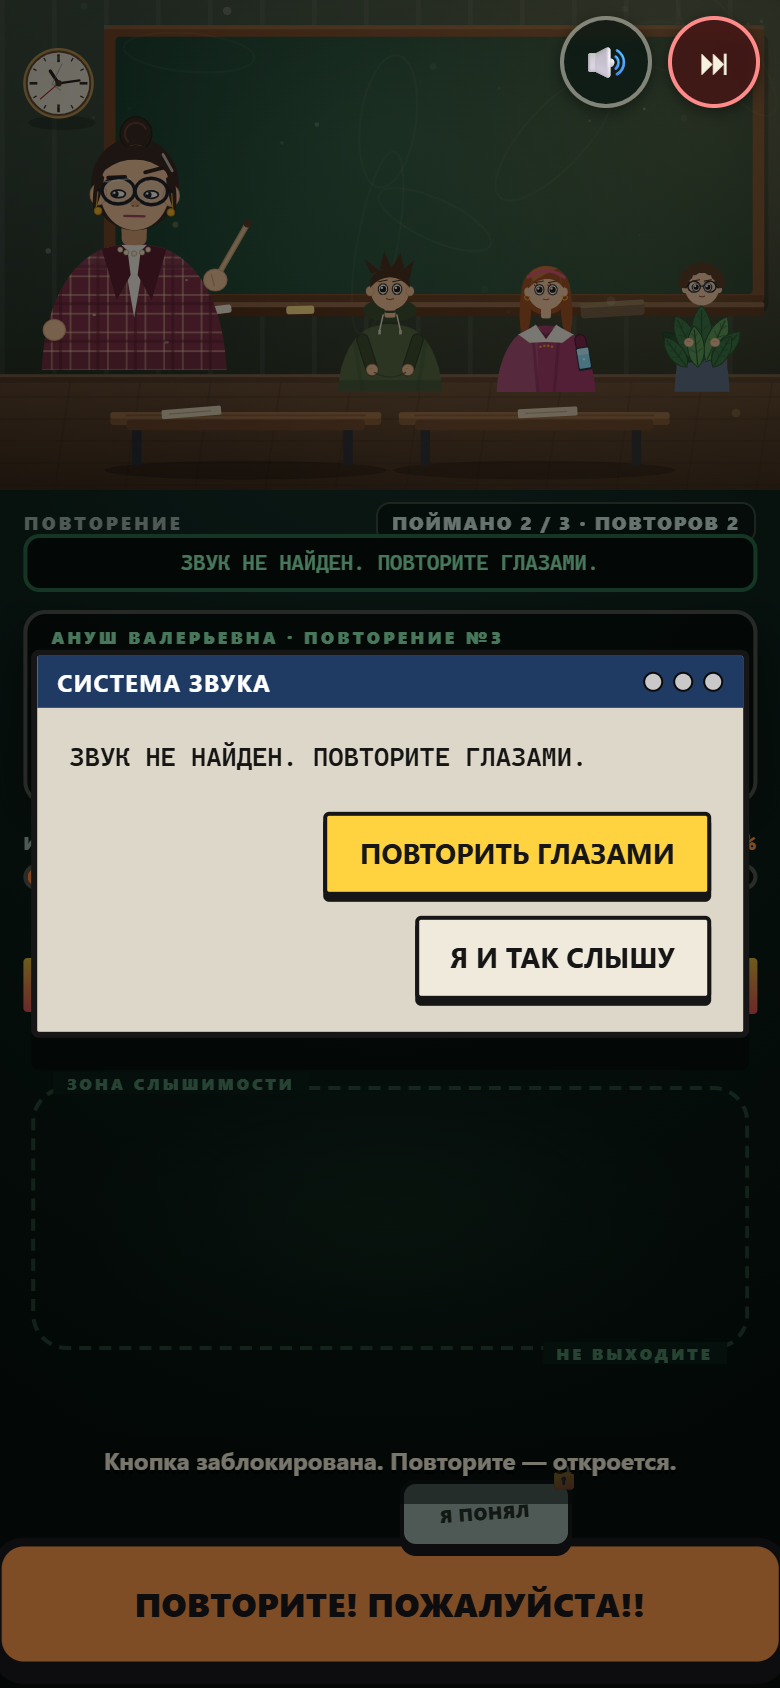 ПОВТОРЕНИЕ
ПОЙМАНО 2 / 3 · ПОВТОРОВ 2
ЗВУК НЕ НАЙДЕН. ПОВТОРИТЕ ГЛАЗАМИ.
АНУШ ВАЛЕРЬЕВНА · ПОВТОРЕНИЕ №3
СИСТЕМА ЗВУКА
ЗВУК НЕ НАЙДЕН. ПОВТОРИТЕ ГЛАЗАМИ.
ПОВТОРИТЬ ГЛАЗАМИ
Я И ТАК СЛЫШУ
ЗОНА СЛЫШИМОСТИ
НЕ ВЫХОДИТЕ
Кнопка заблокирована. Повторите — откроется.
Я ПОНЯЛ
ПОВТОРИТЕ! ПОЖАЛУЙСТА!!